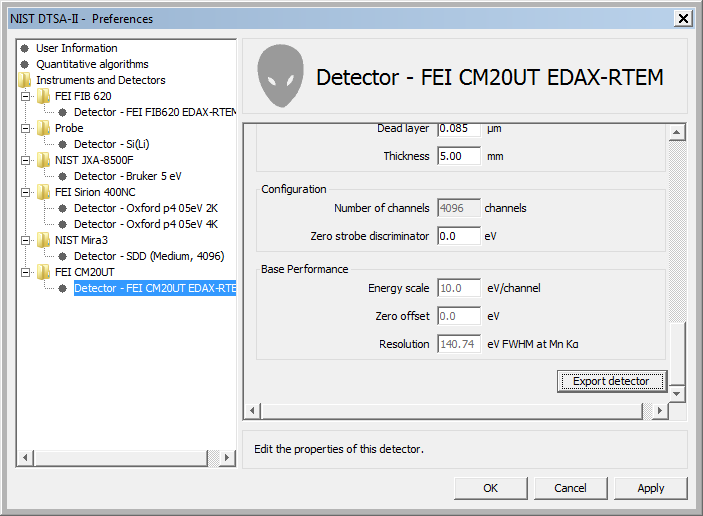 NIST DTSA-II - Preferences
User Information
Quantitative algorithms
Instruments and Detectors
FEI FIB 620
Detector - FEI FIB620 EDAX-RTEM
Probe
Detector - Si(Li)
NIST JXA-8500F
Detector - Bruker 5 eV
FEI Sirion 400NC
Detector - Oxford p4 05eV 2K
Detector - Oxford p4 05eV 4K
NIST Mira3
Detector - SDD (Medium, 4096)
FEI CM20UT
Detector - FEI CM20UT EDAX-RTE
Detector - FEI CM20UT EDAX-RTEM
Dead layer 0.085 µm
Thickness 5.00 mm
Configuration
Number of channels 4096 channels
Zero strobe discriminator 0.0 eV
Base Performance
Energy scale 10.0 eV/channel
Zero offset 0.0 eV
Resolution 140.74 eV FWHM at Mn Kα
Export detector
Edit the properties of this detector.
OK Cancel Apply